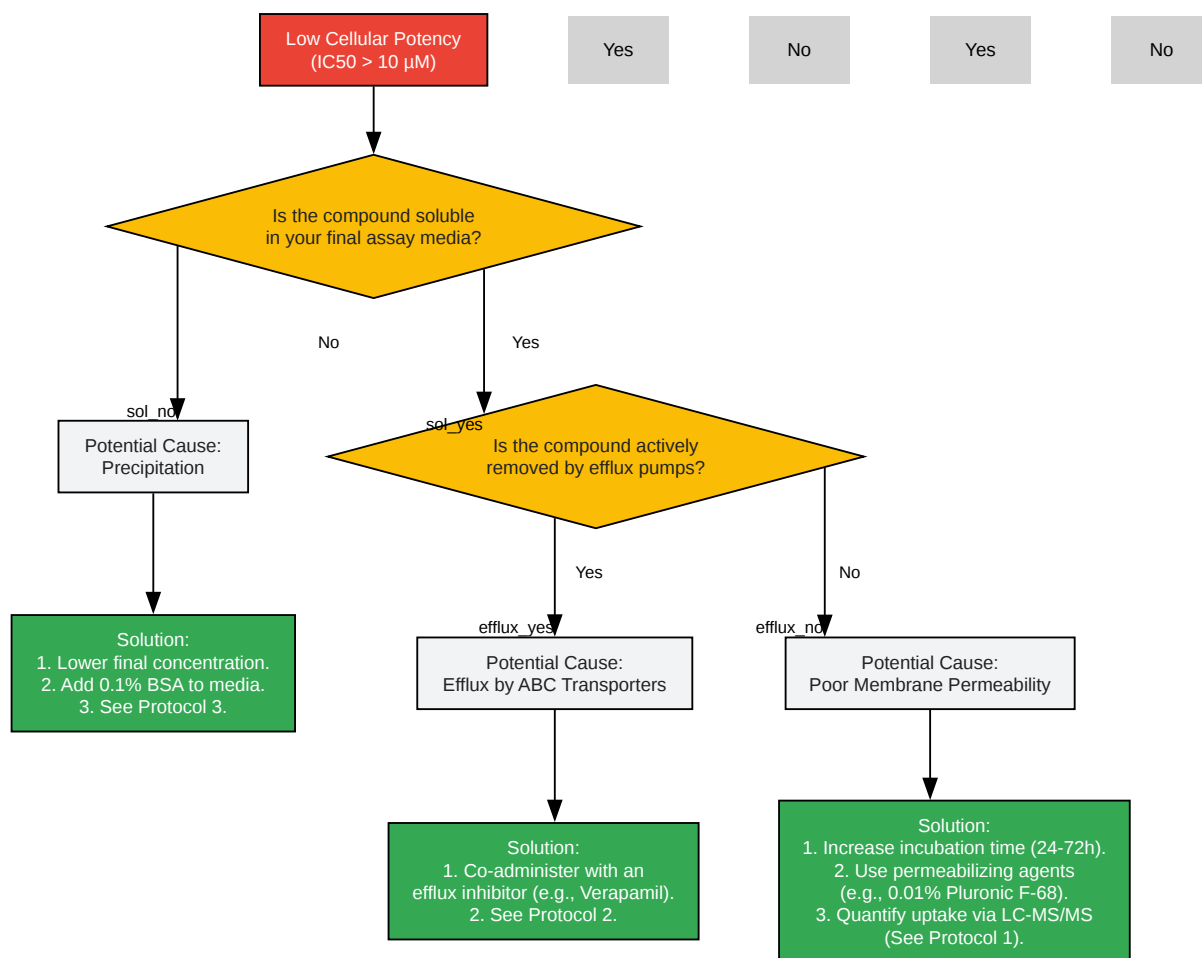 Low Cellular Potency
(IC50 > 10 µM)
Yes
No
Yes
No
Is the compound soluble
in your final assay media?
No
Yes
sol_no
sol_yes
Potential Cause:
Precipitation
Is the compound actively
removed by efflux pumps?
Yes
No
efflux_yes
efflux_no
Solution:
1. Lower final concentration.
2. Add 0.1% BSA to media.
3. See Protocol 3.
Potential Cause:
Efflux by ABC Transporters
Potential Cause:
Poor Membrane Permeability
Solution:
1. Co-administer with an
efflux inhibitor (e.g., Verapamil).
2. See Protocol 2.
Solution:
1. Increase incubation time (24-72h).
2. Use permeabilizing agents
(e.g., 0.01% Pluronic F-68).
3. Quantify uptake via LC-MS/MS
(See Protocol 1).